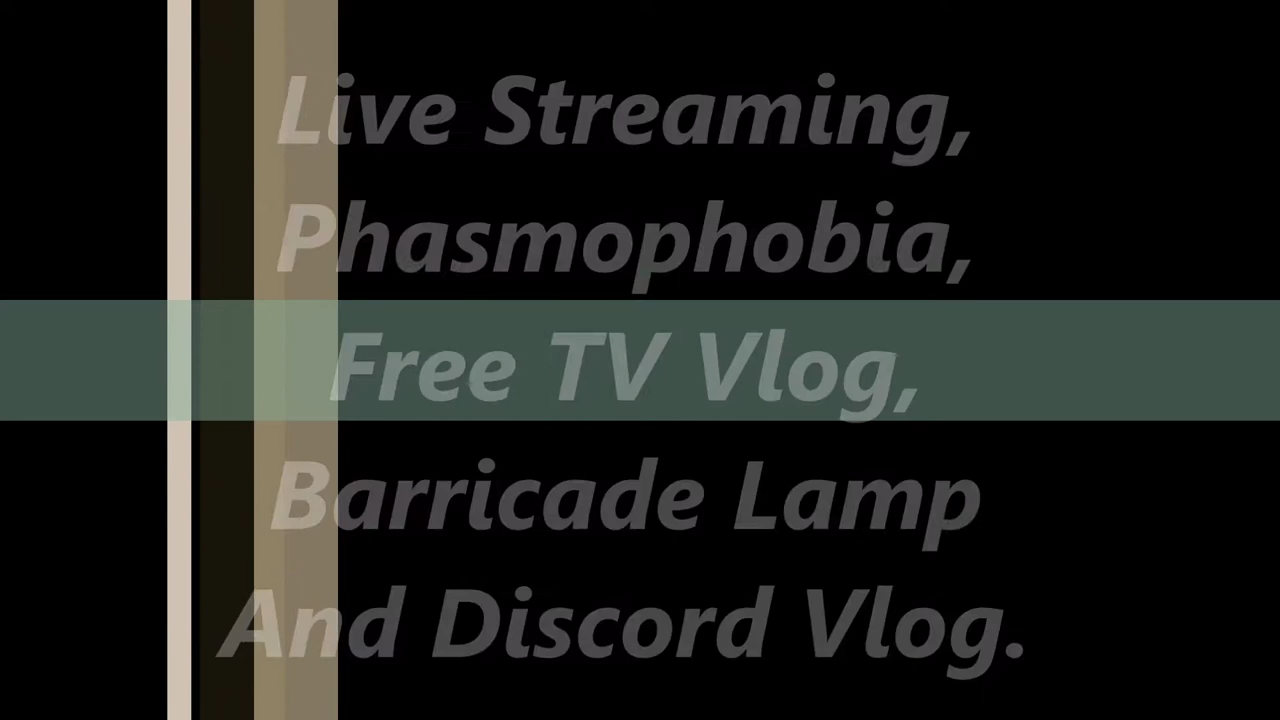 Live Streaming,
Phasmophobia,
Free TV Vlog,
Barricade Lamp
And Discord Vlog.